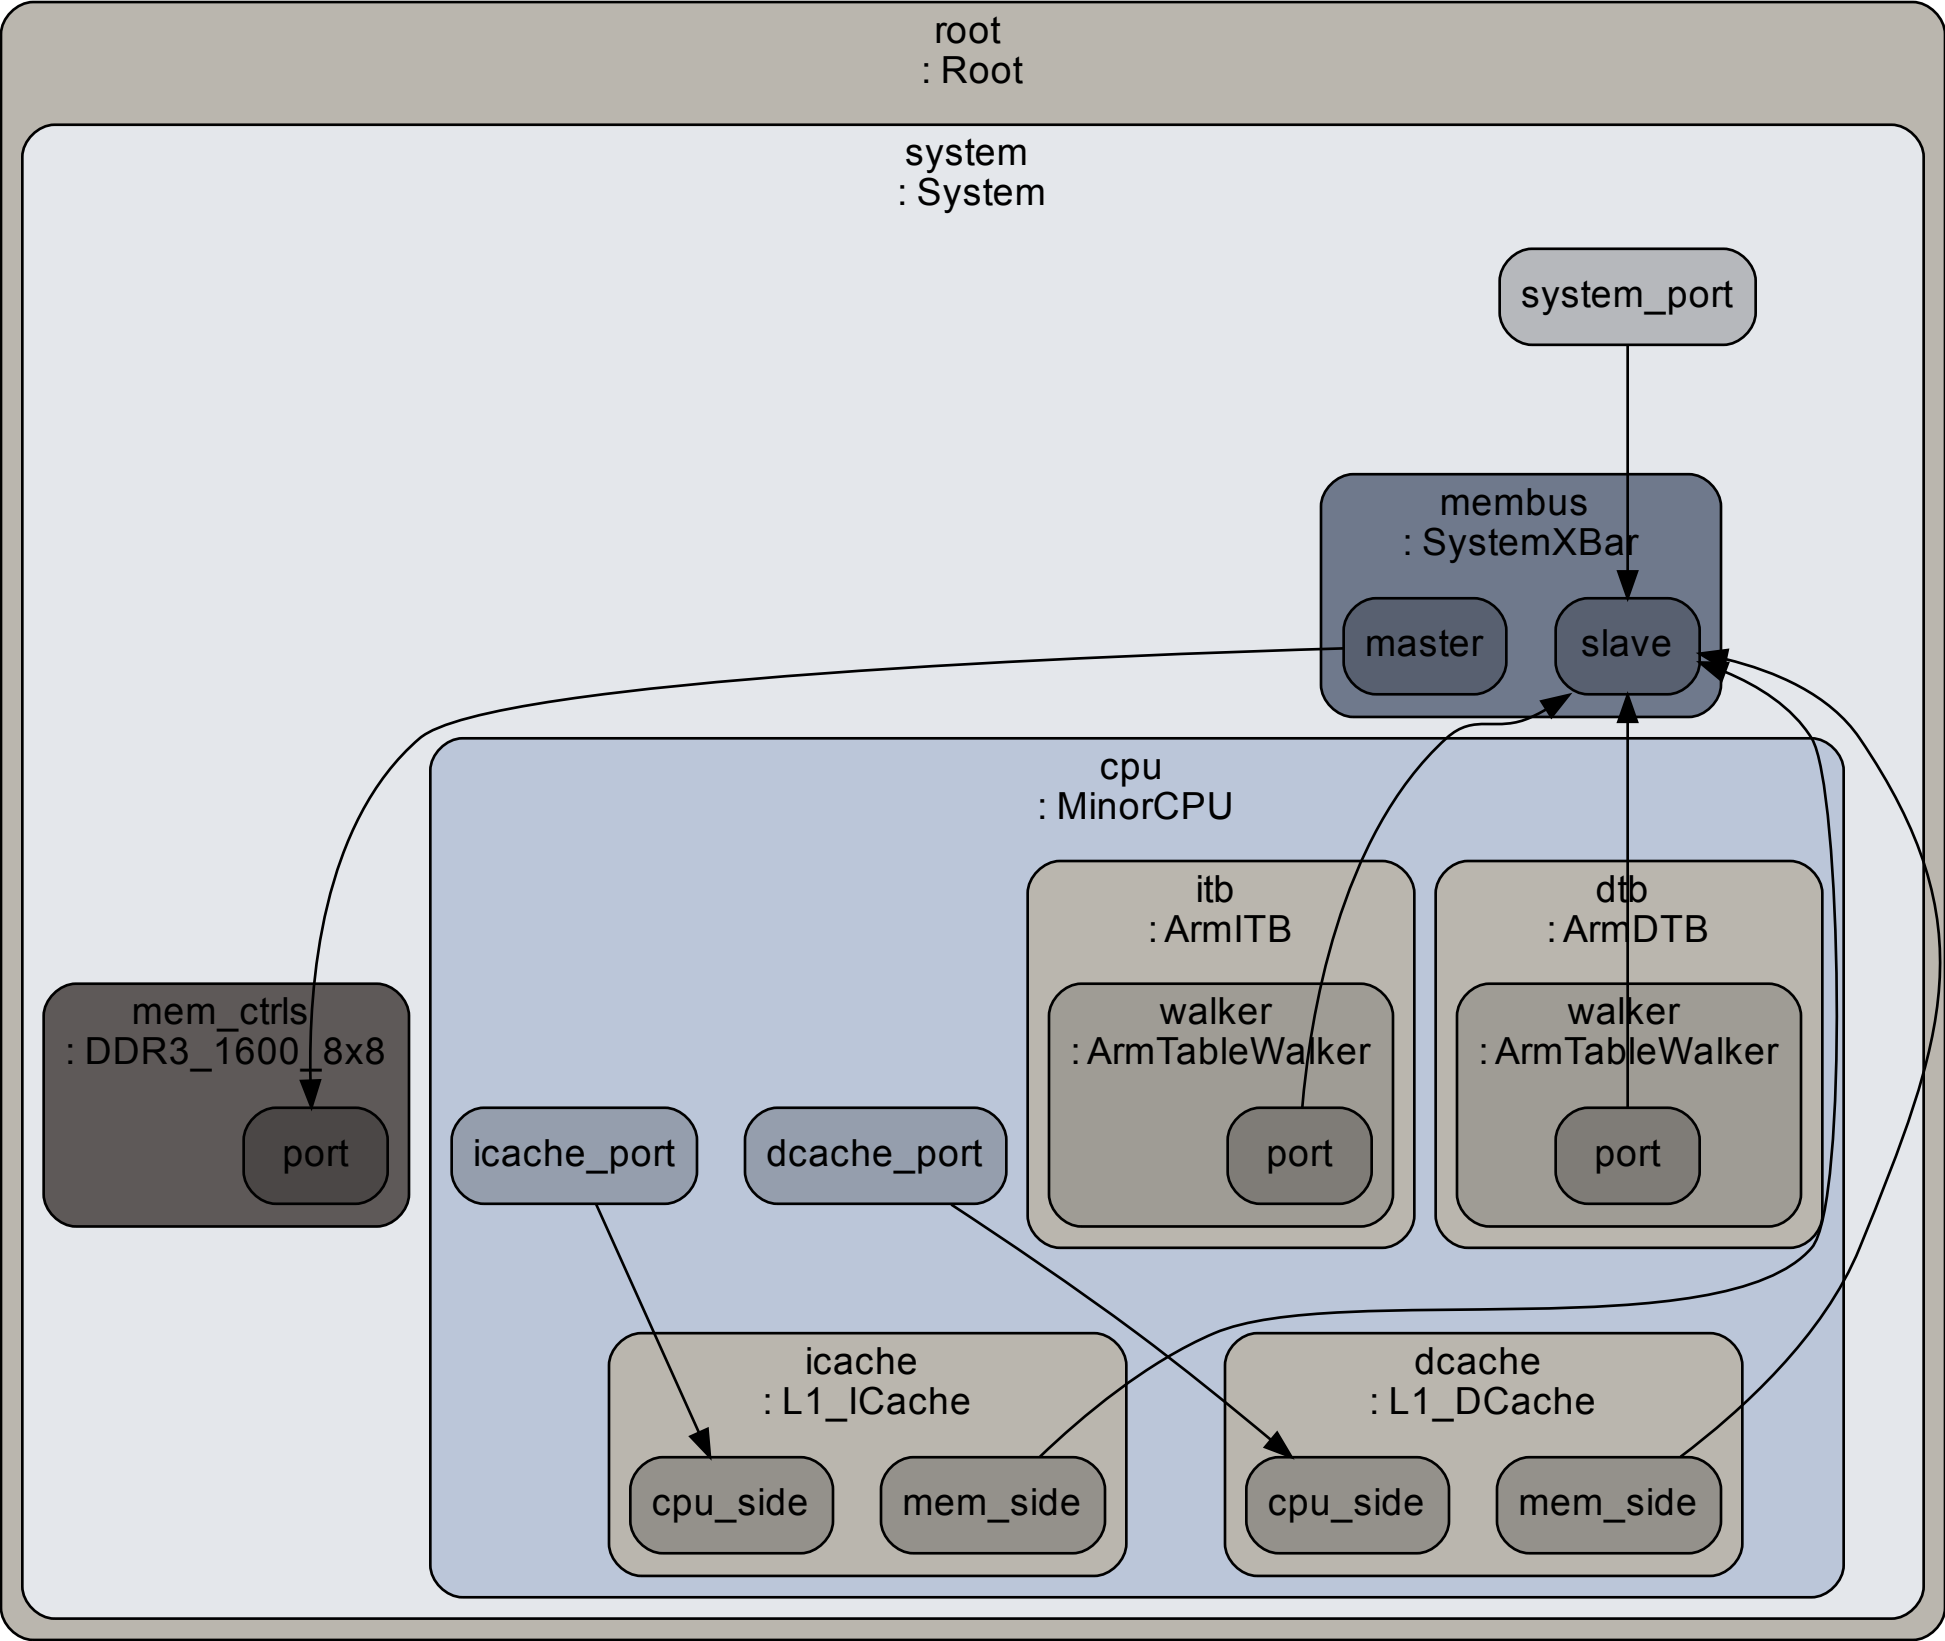 root
: Root
system
: System
system_port
membus
: SystemXBar
master
slave
cpu
: MinorCPU
itb
: ArmITB
dtb
: ArmDTB
mem_ctrls
: DDR3_1600_8x8
walker
: ArmTableWalker
walker
: ArmTableWalker
port
icache_port
dcache_port
port
port
icache
: L1_ICache
dcache
: L1_DCache
cpu_side
mem_side
cpu_side
mem_side